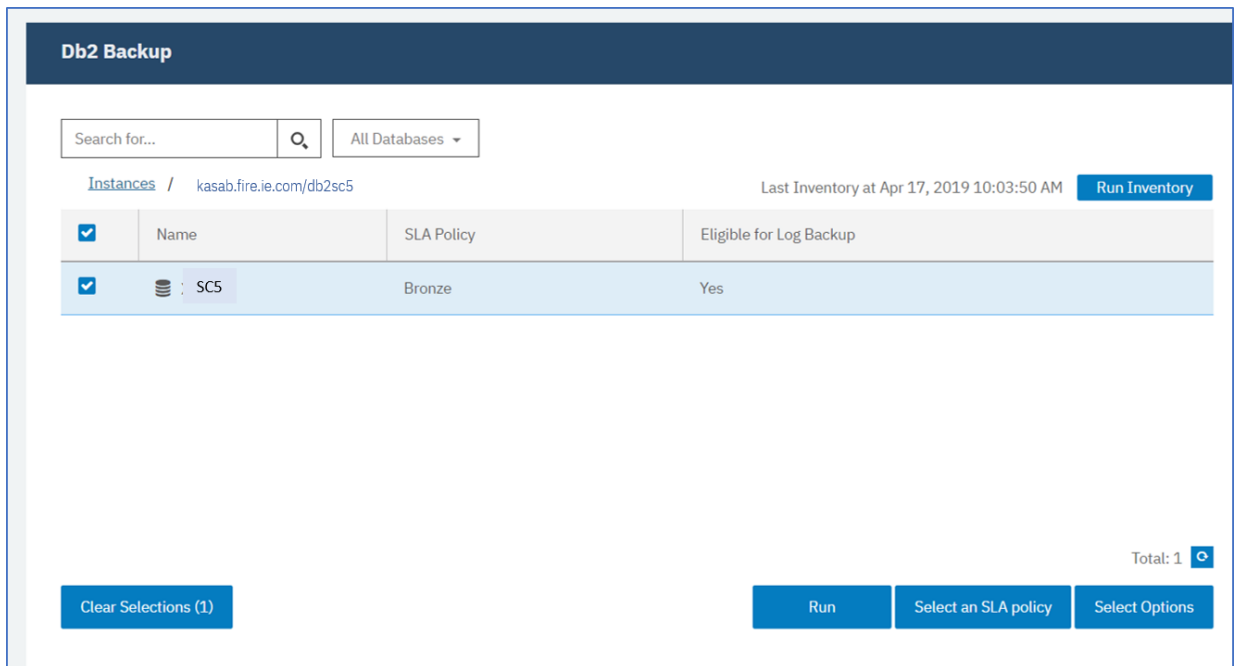 Db2 Backup
Search for... All Databases
Instances / kasab.fire.ie.com/db2sc5 Last Inventory at Apr 17, 2019 10:03:50 AM Run Inventory
Name SLA Policy Eligible for Log Backup
SC5 Bronze Yes
Total: 1
Clear Selections (1) Run Select an SLA policy Select Options